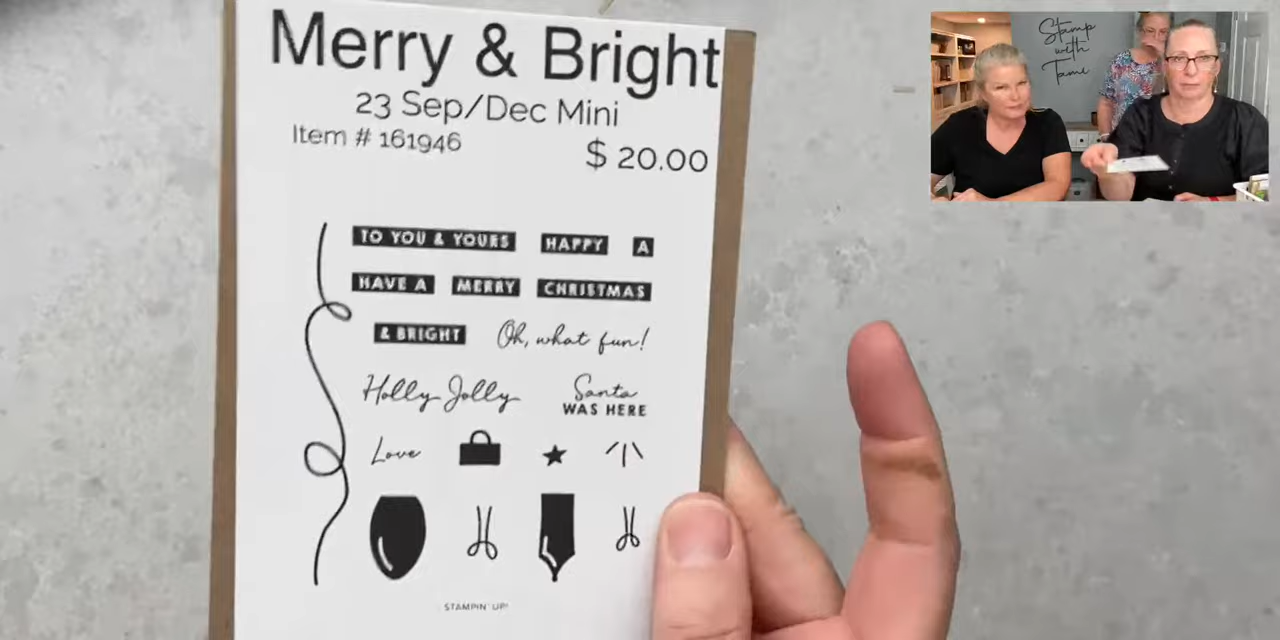 Merry & Bright
23 Sep/Dec Mini
Item # 161946
$ 20.00
TO YOU & YOURS HAPPY A
HAVE A MERRY CHRISTMAS
& BRIGHT Oh, what fun!
Holly Jolly Santa
WAS HERE
Love
STAMPIN' UP!
Stamp
with
Tami